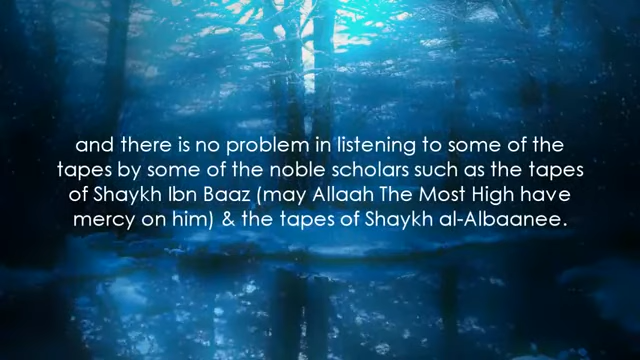 and there is no problem in listening to some of the
tapes by some of the noble scholars such as the tapes
of Shaykh Ibn Baaz (may Allaah The Most High have
mercy on him) & the tapes of Shaykh al-Albaanee.